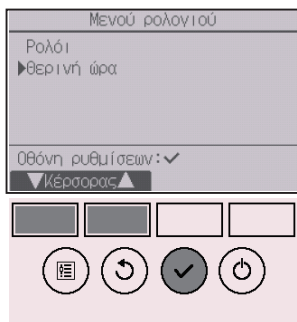 Μενού ρολογιού
Ρολόι
▶Θερινή ώρα
Οθόνη ρυθμίσεων:✓
▼Κέρσορας▲